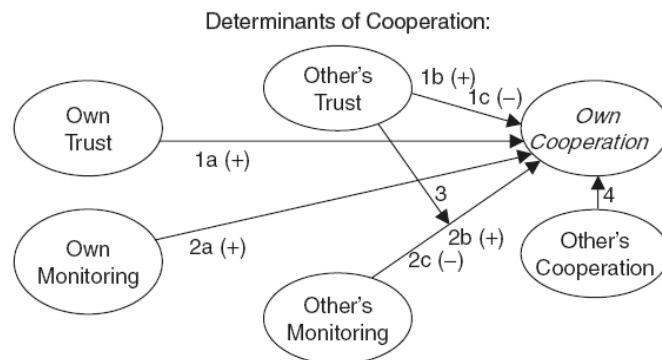 Determinants of Cooperation:
Other's
Trust
1b (+)
1c (–)
Own
Trust
Own
Cooperation
1a (+)
3
4
2b (+)
2a (+)
2c (–)
Own
Monitoring
Other's
Cooperation
Other's
Monitoring